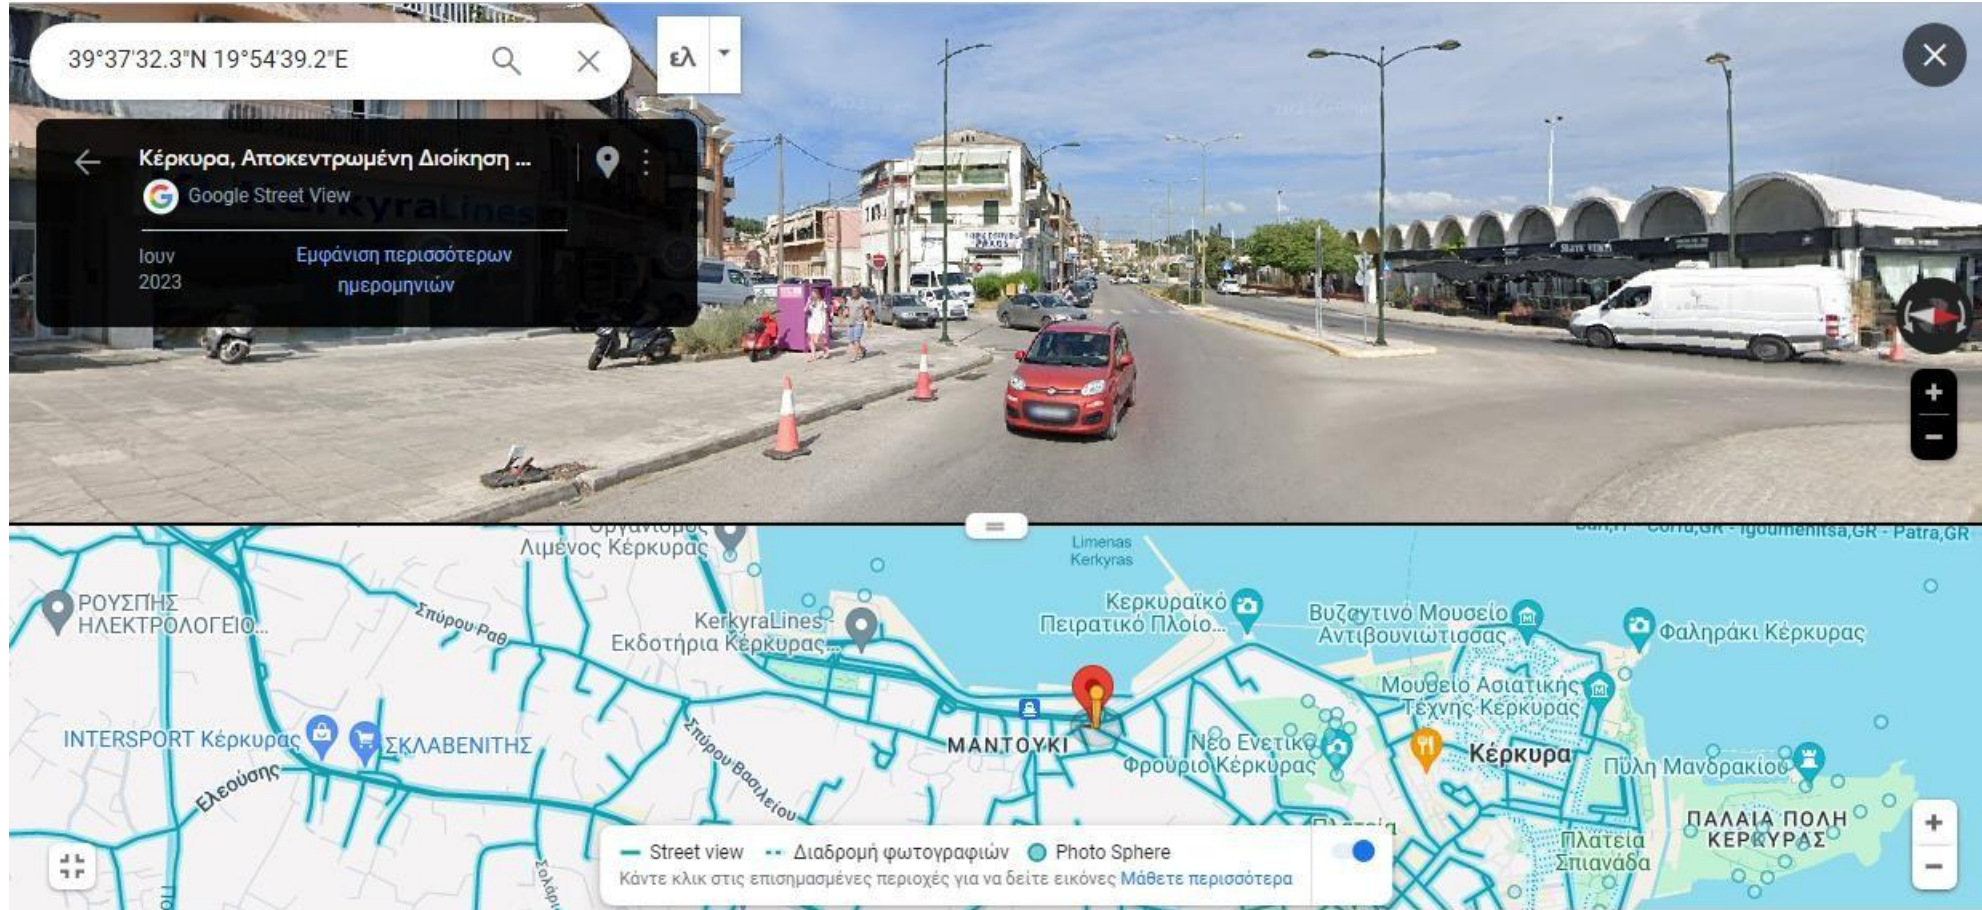 39°37'32.3"N 19°54'39.2"E
ελ
Κέρκυρα, Αποκεντρωμένη Διοίκηση ...
Google Street View
KerkyraLines
Ιουν
2023
Εμφάνιση περισσότερων
ημερομηνιών
Λιμένος Κέρκυρας
Limenas
Kerkyras
Corfu,GR - Igoumenitsa,GR - Patra,GR
ΡΟΥΣΠΗΣ
ΗΛΕΚΤΡΟΛΟΓΕΙΟ...
Σπύρου Ραθ
KerkyraLines -
Εκδοτήρια Κέρκυρας...
Κερκυραϊκό
Πειρατικό Πλοίο...
Βυζαντινό Μουσείο
Αντιβουνιώτισσας
Φαληράκι Κέρκυρας
Μουσείο Ασιατικής
Τέχνης Κέρκυρας
INTERSPORT Κέρκυρας
ΣΚΛΑΒΕΝΙΤΗΣ
Ελεούσης
Σπύρου Βασιλείου
ΜΑΝΤΟΥΚΙ
Νέο Ενετικό
Φρούριο Κέρκυρας
Κέρκυρα
Πύλη Μανδρακίου
ΠΑΛΑΙΑ ΠΟΛΗ
ΚΕΡΚΥΡΑΣ
Πλατεία
Πλατεία
Σπιανάδα
Street view
Διαδρομή φωτογραφιών
Photo Sphere
Κάντε κλικ στις επισημασμένες περιοχές για να δείτε εικόνες Μάθετε περισσότερα